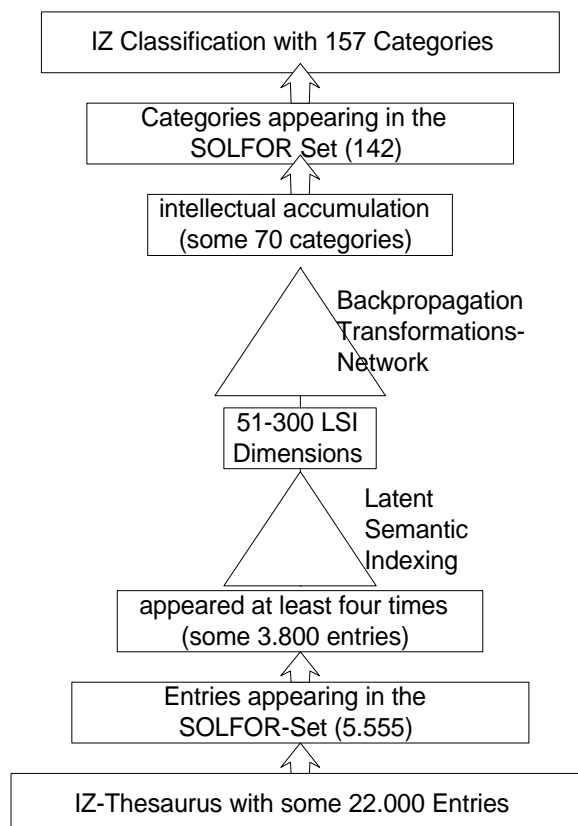 IZ Classification with 157 Categories
Categories appearing in the
SOLFOR Set (142)
intellectual accumulation
(some 70 categories)
Backpropagation
Transformations-
Network
51-300 LSI
Dimensions
Latent
Semantic
Indexing
appeared at least four times
(some 3.800 entries)
Entries appearing in the
SOLFOR-Set (5.555)
IZ-Thesaurus with some 22.000 Entries